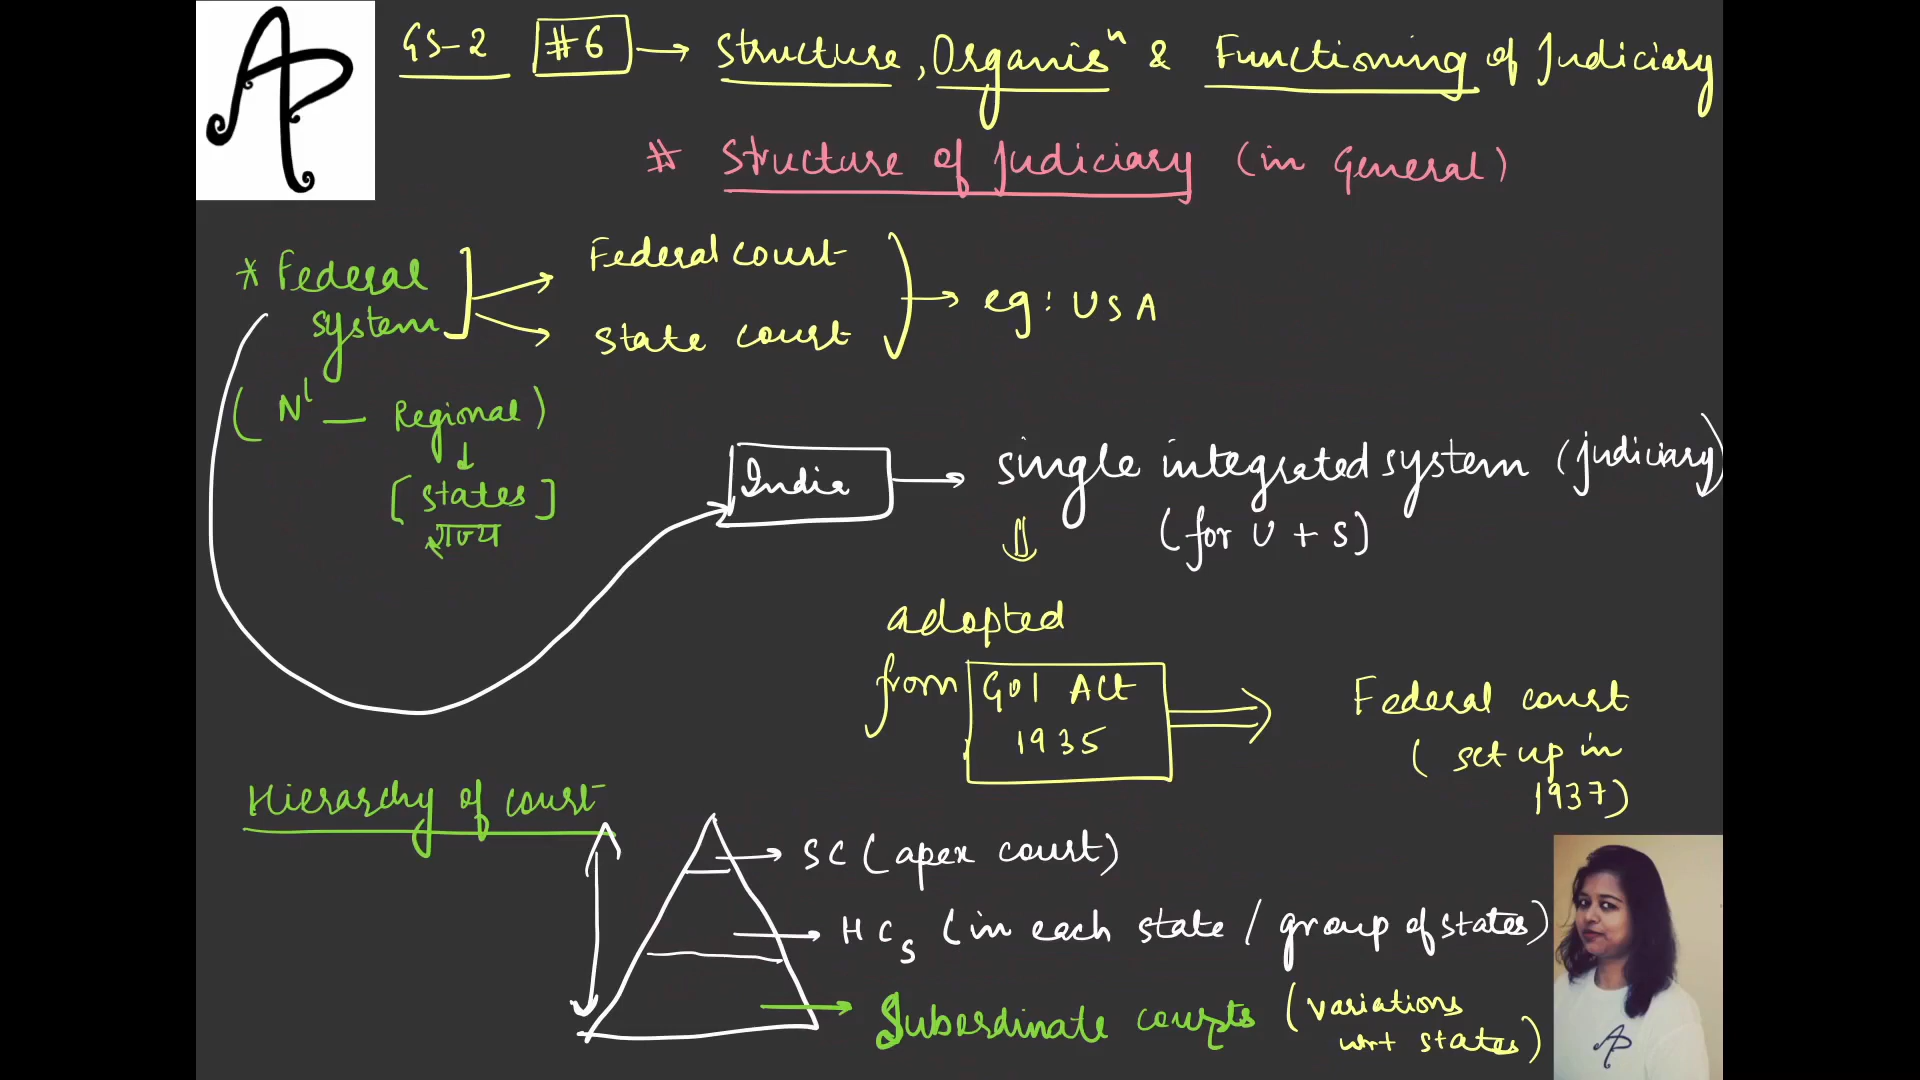 AP
GS-2 #6 → Structure, Organisⁿ & Functioning of Judiciary
# Structure of Judiciary (in General)
* Federal system
Federal court
State court
→ eg: USA
(Nˡ — Regional)
↓
[States]
राज्य
India → single integrated system (judiciary)
(for U + S)
adopted
from GoI Act
1935
Federal court
(set up in
1937)
Hierarchy of court
→ SC (apex court)
→ HCs (in each state / group of states)
→ Subordinate courts (variations
wrt states)
AP